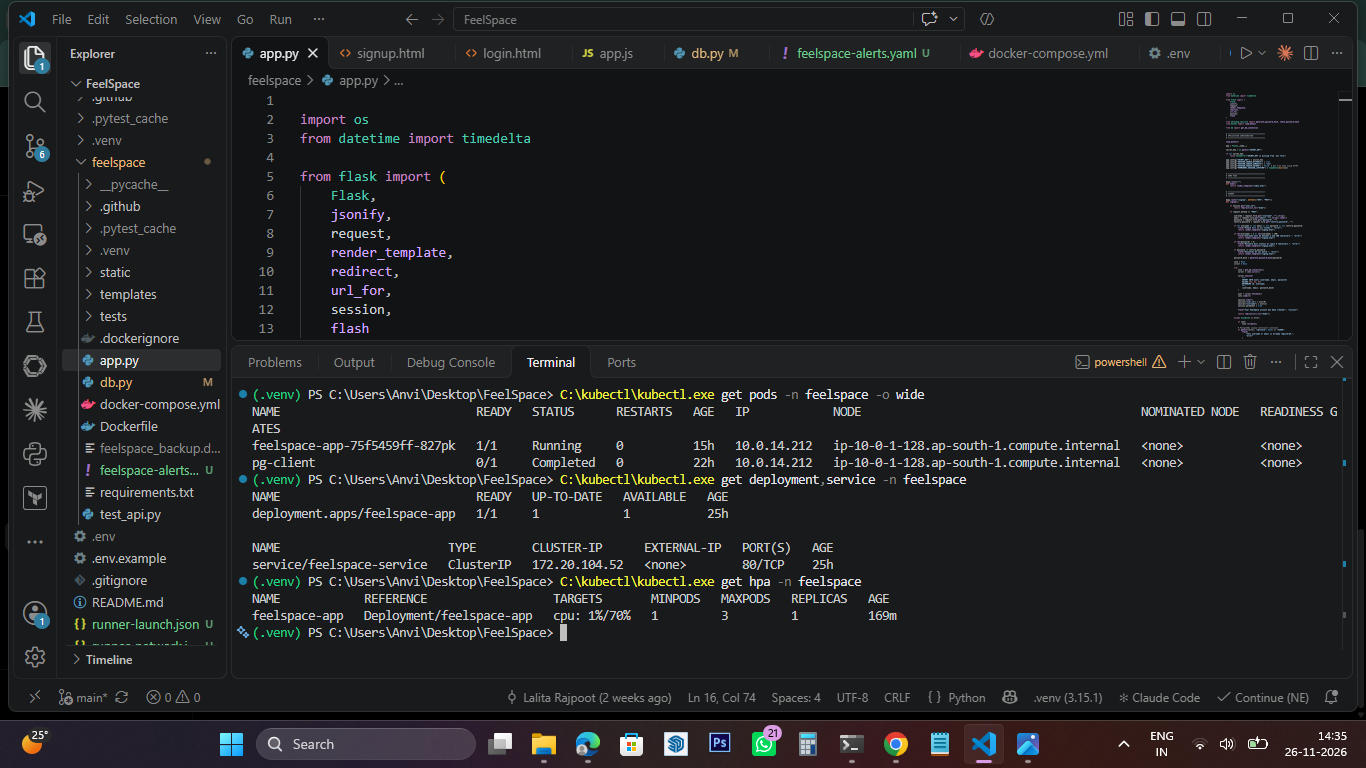 File Edit Selection View Go Run ··· FeelSpace
Explorer ···
app.py signup.html login.html JS app.js db.py M ! feelspace-alerts.yaml U docker-compose.yml .env
feelspace > app.py > ...
FeelSpace
.github
.pytest_cache
.venv
feelspace
__pycache__
.github
.pytest_cache
.venv
static
templates
tests
.dockerignore
app.py
db.py M
docker-compose.yml
Dockerfile
feelspace_backup.d...
! feelspace-alerts... U
requirements.txt
test_api.py
.env
.env.example
.gitignore
README.md
{} runner-launch.json U
Timeline
1
6
1
1
2 import os
3 from datetime import timedelta
4
5 from flask import (
6 Flask,
7 jsonify,
8 request,
9 render_template,
10 redirect,
11 url_for,
12 session,
13 flash
Problems Output Debug Console Terminal Ports powershell
(.venv) PS C:\Users\Anvi\Desktop\FeelSpace> C:\kubectl\kubectl.exe get pods -n feelspace -o wide
NAME READY STATUS RESTARTS AGE IP NODE NOMINATED NODE READINESS G
ATES
feelspace-app-75f5459ff-827pk 1/1 Running 0 15h 10.0.14.212 ip-10-0-1-128.ap-south-1.compute.internal <none> <none>
pg-client 0/1 Completed 0 22h 10.0.14.212 ip-10-0-1-128.ap-south-1.compute.internal <none> <none>
(.venv) PS C:\Users\Anvi\Desktop\FeelSpace> C:\kubectl\kubectl.exe get deployment,service -n feelspace
NAME READY UP-TO-DATE AVAILABLE AGE
deployment.apps/feelspace-app 1/1 1 1 25h
NAME TYPE CLUSTER-IP EXTERNAL-IP PORT(S) AGE
service/feelspace-service ClusterIP 172.20.104.52 <none> 80/TCP 25h
(.venv) PS C:\Users\Anvi\Desktop\FeelSpace> C:\kubectl\kubectl.exe get hpa -n feelspace
NAME REFERENCE TARGETS MINPODS MAXPODS REPLICAS AGE
feelspace-app Deployment/feelspace-app cpu: 1%/70% 1 3 1 169m
(.venv) PS C:\Users\Anvi\Desktop\FeelSpace>
main* 0 0 Lalita Rajpoot (2 weeks ago) Ln 16, Col 74 Spaces: 4 UTF-8 CRLF {} Python .venv (3.15.1) Claude Code Continue (NE)
25° Search Ps 21 ENG 14:35
IN 26-11-2026